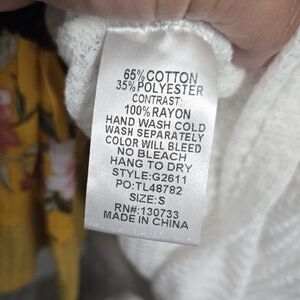 65%COTTON
35%POLYESTER
CONTRAST:
100%RAYON
HAND WASH COLD
WASH SEPARATELY
COLOR WILL BLEED
NO BLEACH
HANG TO DRY
STYLE:G2611
PO:TL48782
SIZE:S
RN#:130733
MADE IN CHINA